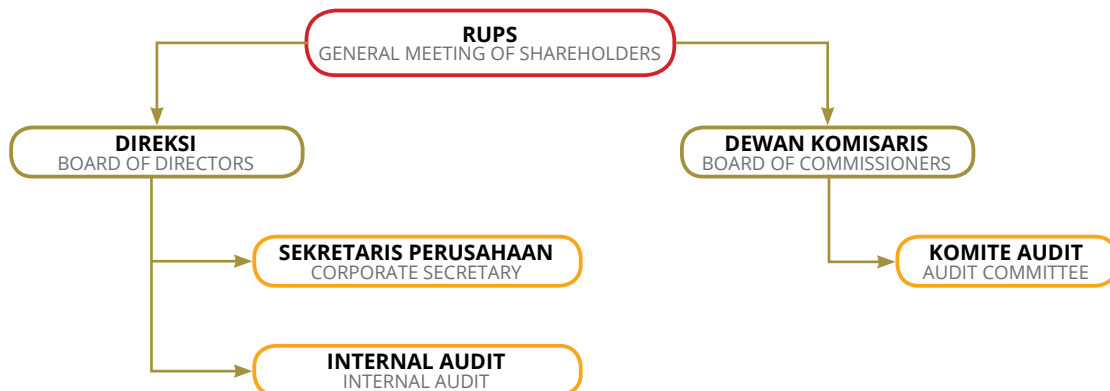 RUPS
GENERAL MEETING OF SHAREHOLDERS
DIREKSI
BOARD OF DIRECTORS
DEWAN KOMISARIS
BOARD OF COMMISSIONERS
SEKRETARIS PERUSAHAAN
CORPORATE SECRETARY
KOMITE AUDIT
AUDIT COMMITTEE
INTERNAL AUDIT
INTERNAL AUDIT